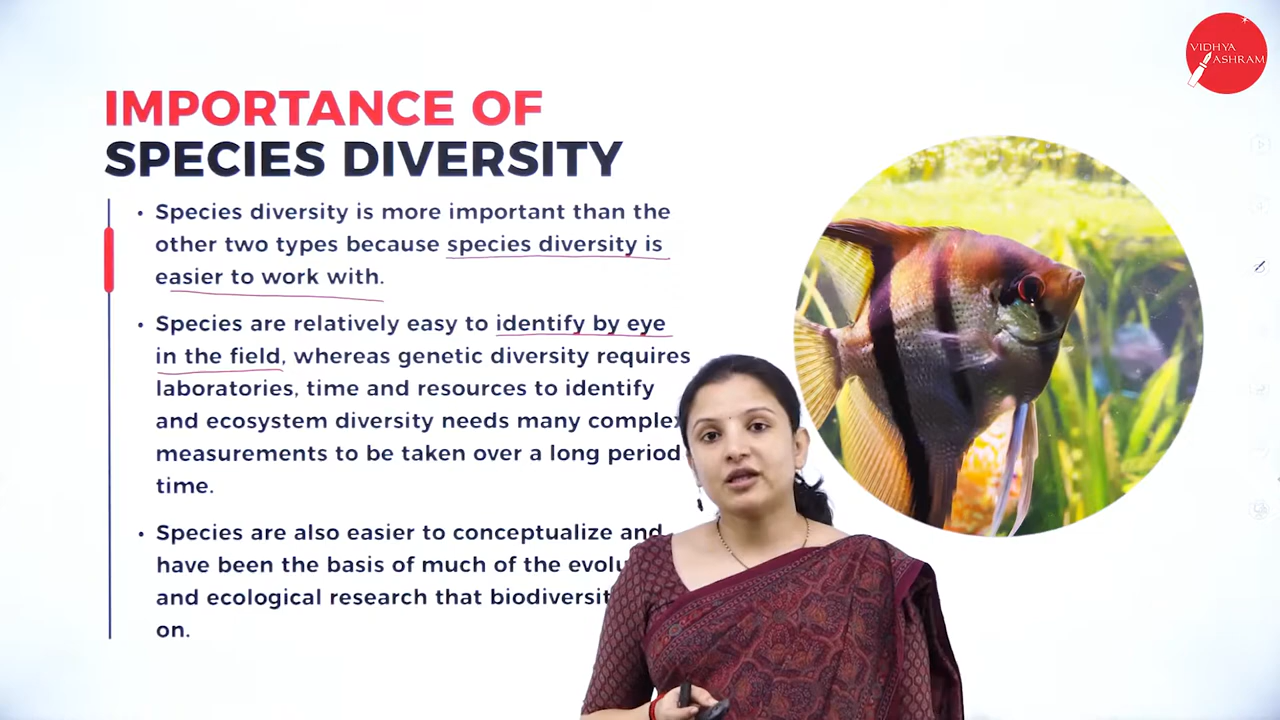 VIDHYA
ASHRAM
IMPORTANCE OF
SPECIES DIVERSITY
• Species diversity is more important than the
other two types because species diversity is
easier to work with.
• Species are relatively easy to identify by eye
in the field, whereas genetic diversity requires
laboratories, time and resources to identify
and ecosystem diversity needs many complex
measurements to be taken over a long period
time.
• Species are also easier to conceptualize and
have been the basis of much of the
and ecological research that
on.